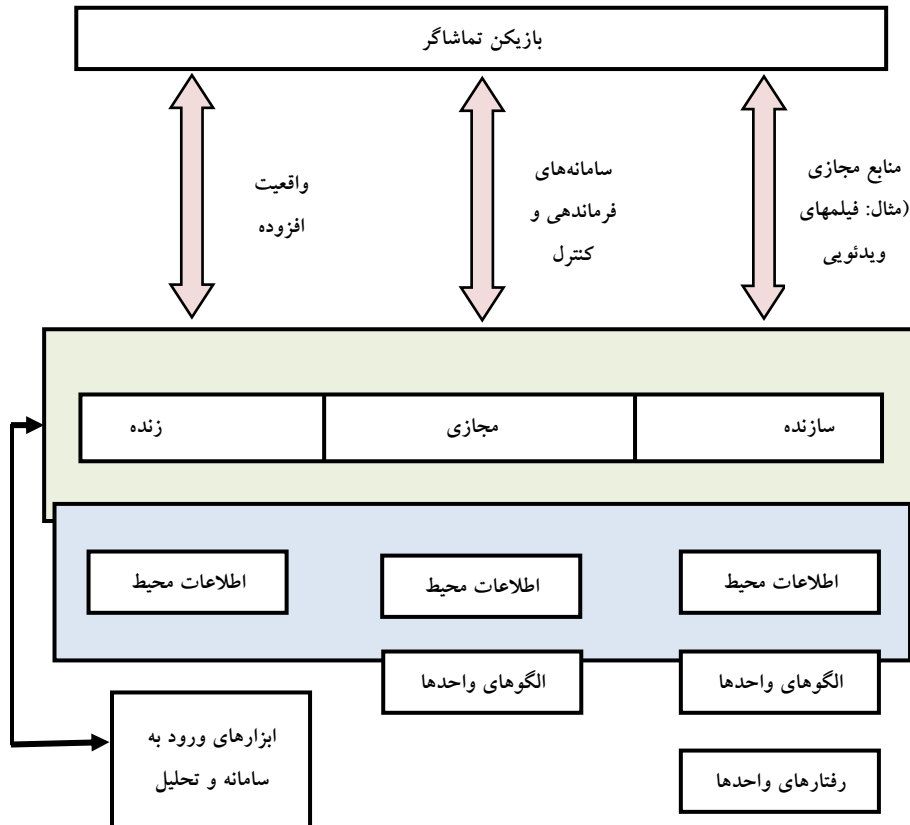 بازیکن تماشاگر
منابع مجازی
(مثال: فیلمهای
ویدئویی
سامانه‌های
فرماندهی و
کنترل
واقعیت
افزوده
سازنده
مجازی
زنده
اطلاعات محیط
اطلاعات محیط
اطلاعات محیط
الگوهای واحدها
الگوهای واحدها
رفتارهای واحدها
ابزارهای ورود به
سامانه و تحلیل